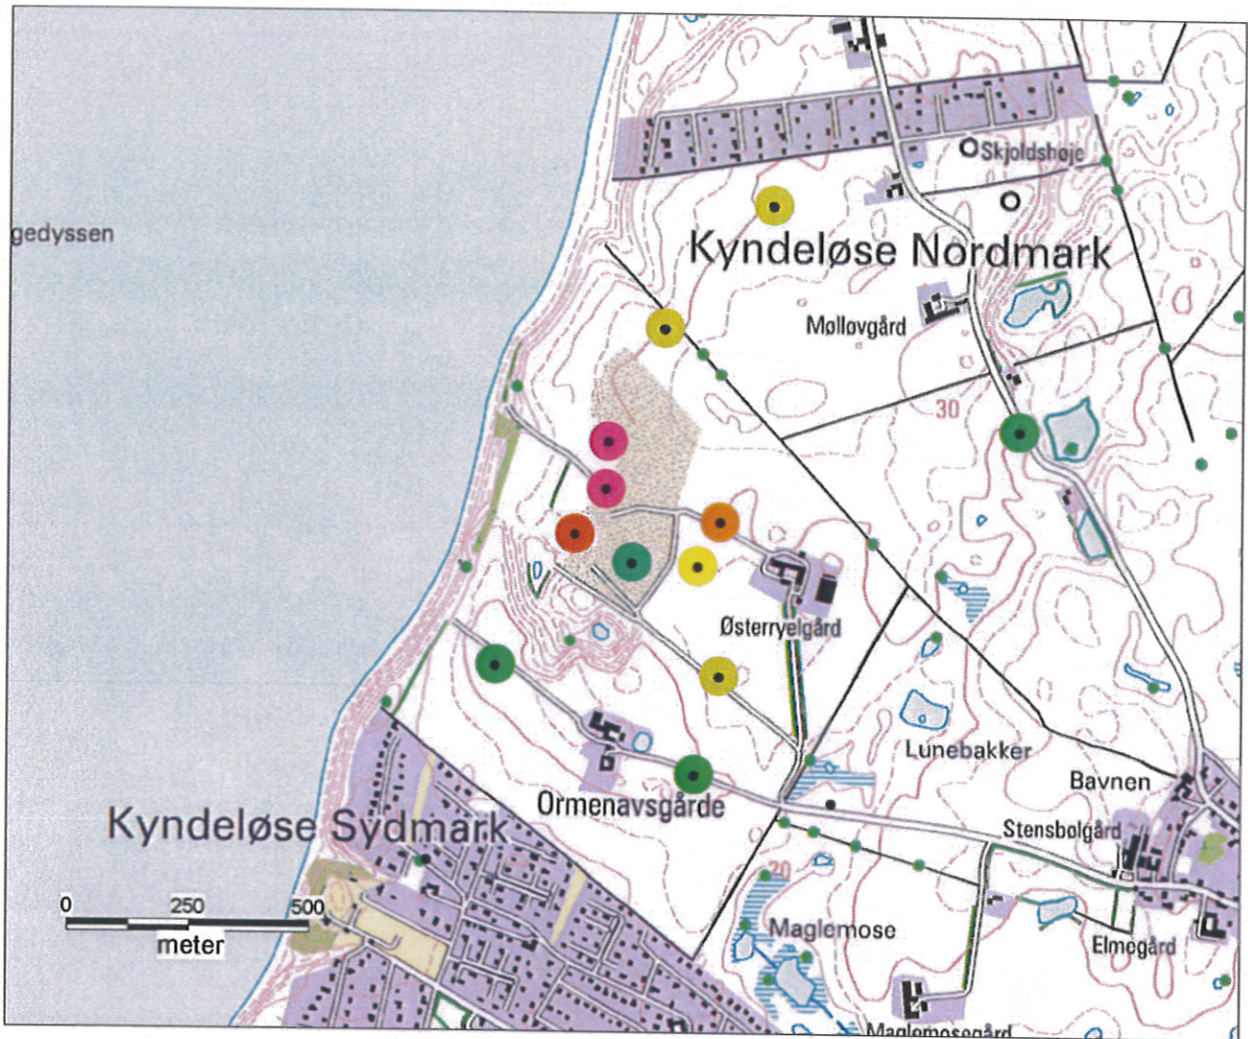 Skjoldshøje
gedyssen
Kyndeløse Nordmark
Mølløvgård
30
Østerryelgård
Lunebakker
Bavnen
Ormenavsgårde
Kyndeløse Sydmark
Stensbølgård
20
0 250 500
meter
Maglemose
Elmegård
Maglemosegård